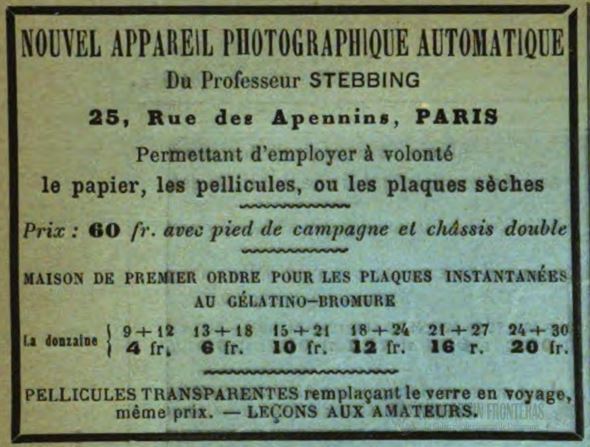 NOUVEL APPAREIL PHOTOGRAPHIQUE AUTOMATIQUE
Du Professeur STEBBING
25, Rue des Apennins, PARIS
Permettant d'employer à volonté
le papier, les pellicules, ou les plaques sèches
Prix : 60 fr. avec pied de campagne et châssis double
MAISON DE PREMIER ORDRE POUR LES PLAQUES INSTANTANÉES
AU GÉLATINO-BROMURE
La douzaine { 9+12 13+18 15+21 18+24 21+27 24+30
4 fr. 6 fr. 10 fr. 12 fr. 16 r. 20 fr.
PELLICULES TRANSPARENTES remplaçant le verre en voyage,
même prix. — LEÇONS AUX AMATEURS.
FRONTERAS